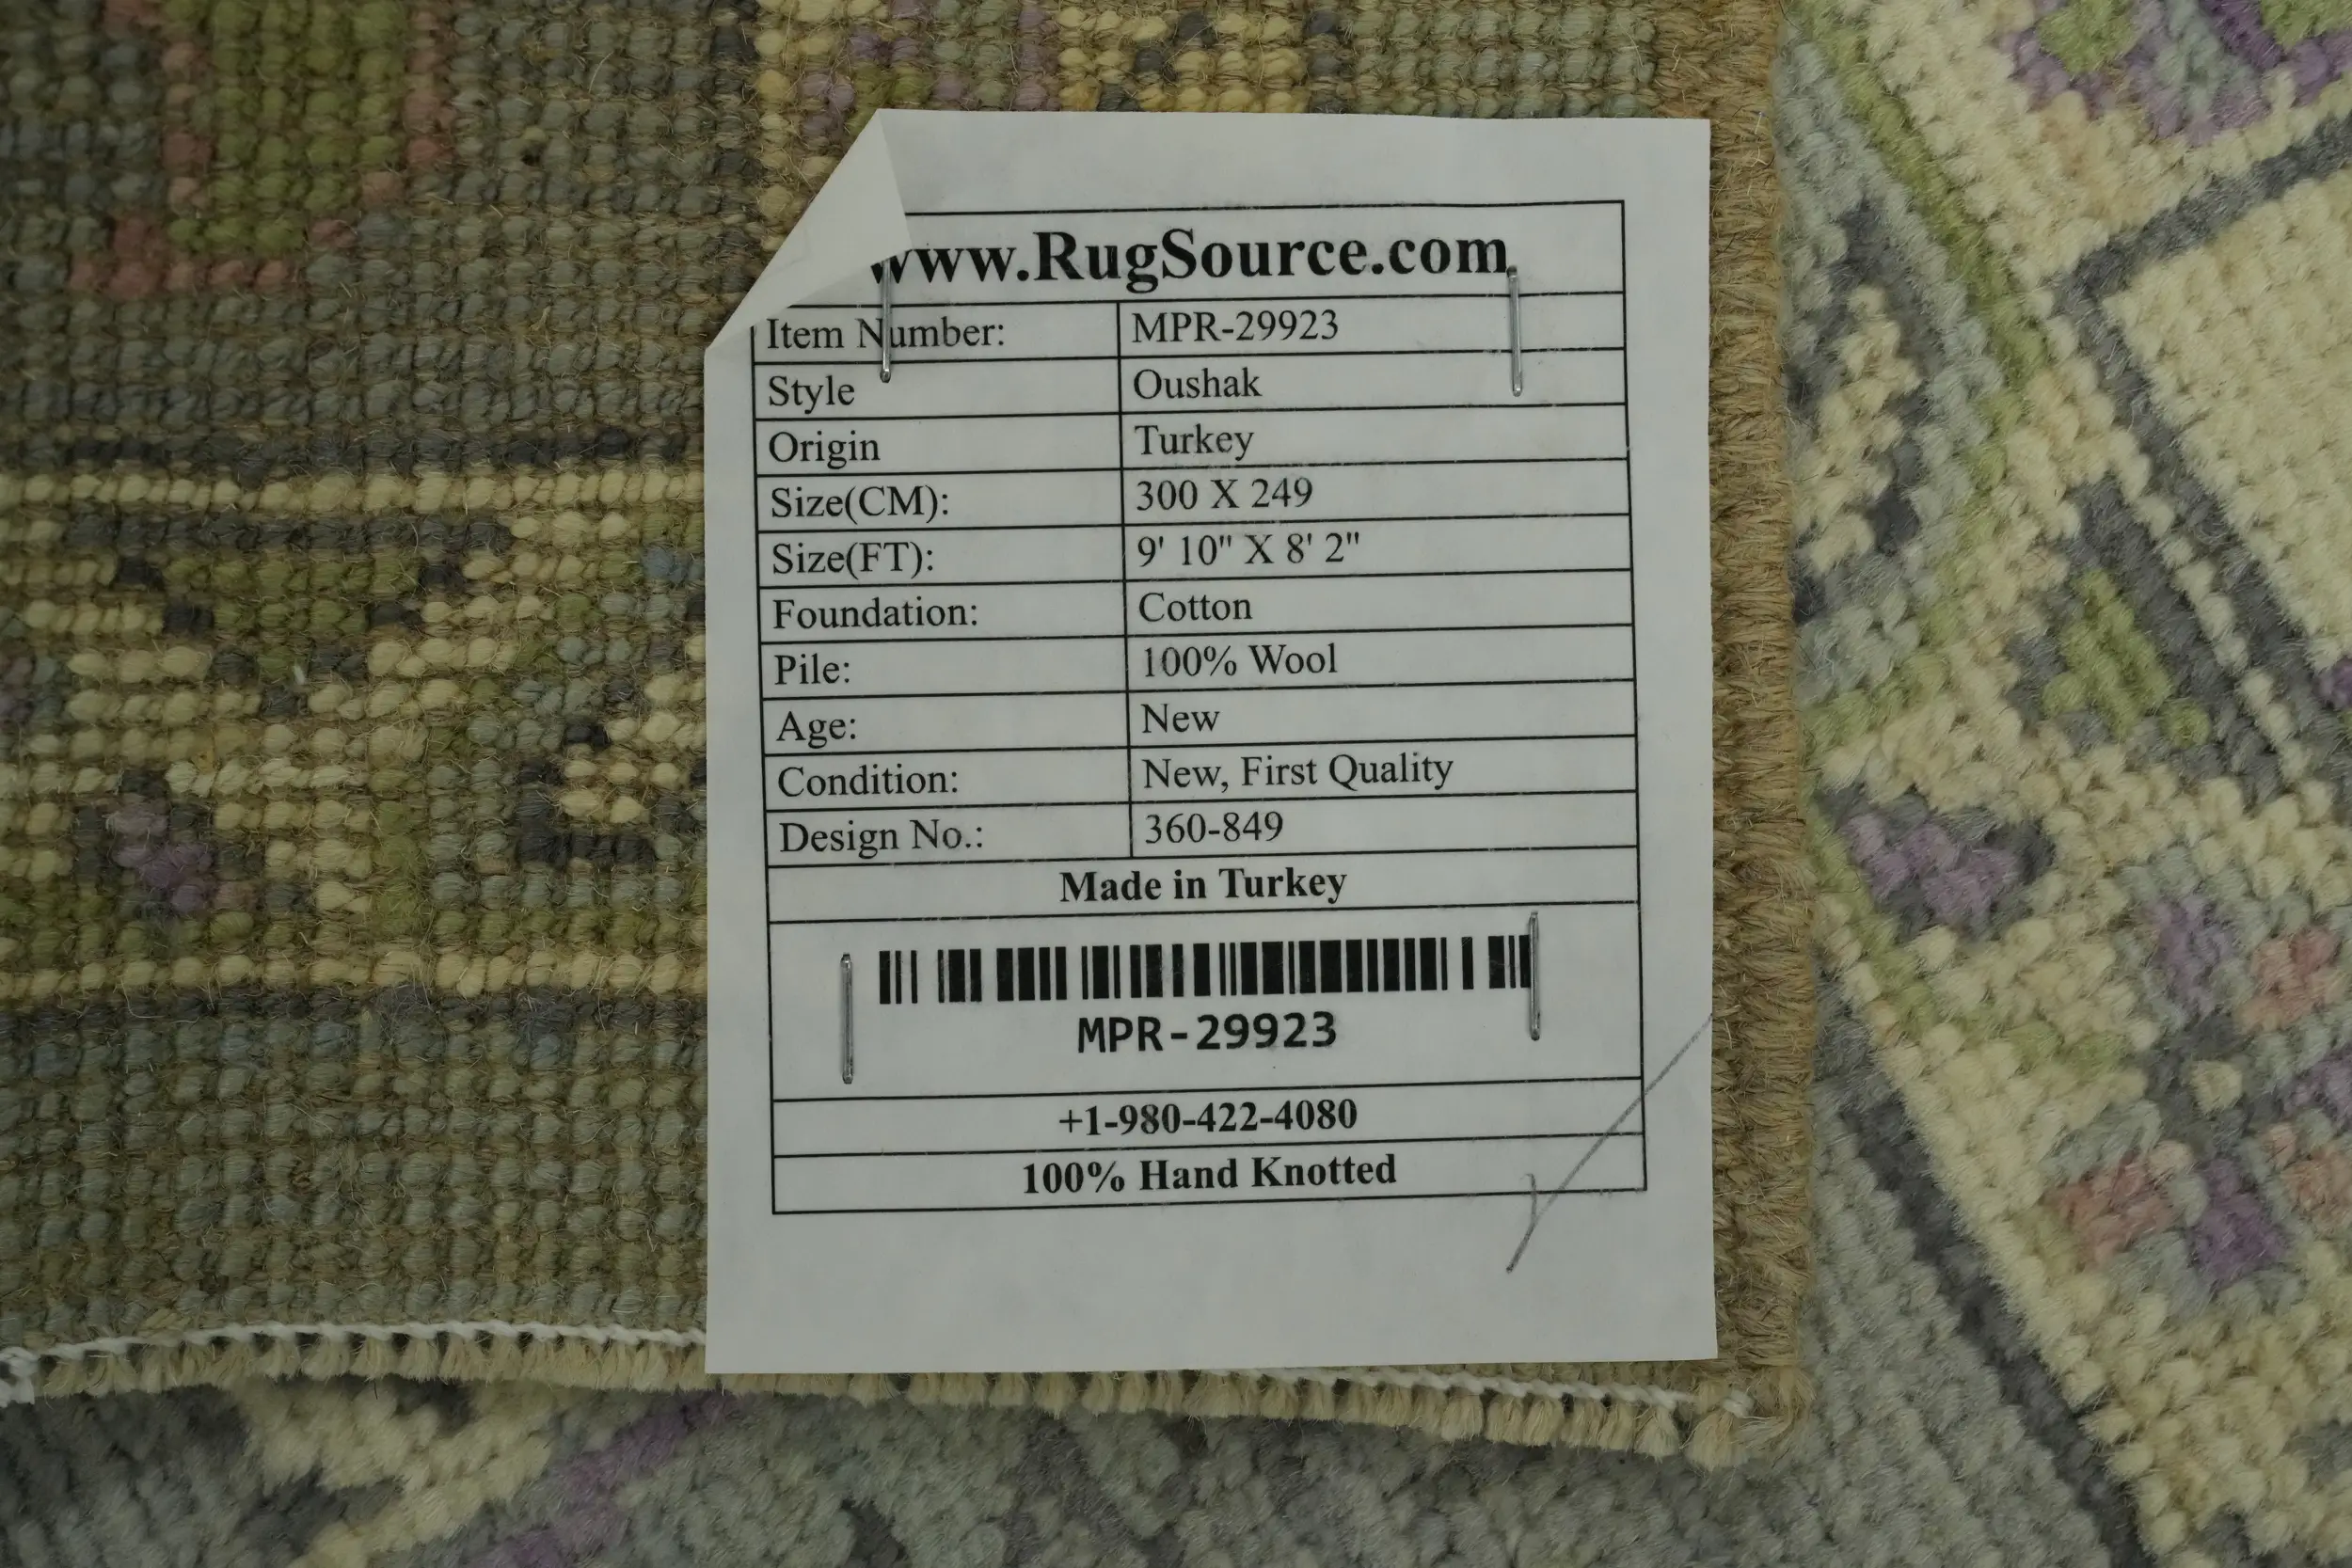 www.RugSource.com
Item Number: MPR-29923
Style Oushak
Origin Turkey
Size(CM): 300 X 249
Size(FT): 9' 10" X 8' 2"
Foundation: Cotton
Pile: 100% Wool
Age: New
Condition: New, First Quality
Design No.: 360-849
Made in Turkey
MPR-29923
+1-980-422-4080
100% Hand Knotted